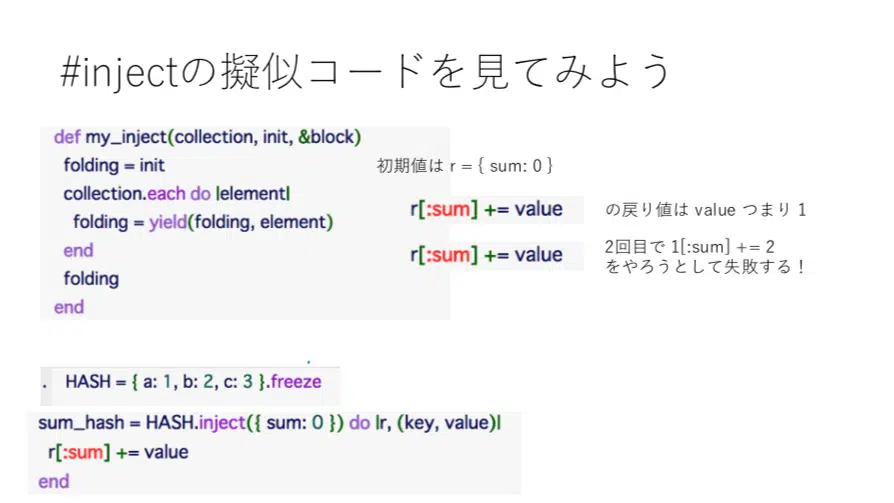 #injectの擬似コードを見てみよう
def my_inject(collection, init, &block)
folding = init
collection.each do |element|
folding = yield(folding, element)
end
folding
end
初期値は r = { sum: 0 }
r[:sum] += value の戻り値は value つまり 1
r[:sum] += value 2回目で 1[:sum] += 2
をやろうとして失敗する！
. HASH = { a: 1, b: 2, c: 3 }.freeze
sum_hash = HASH.inject({ sum: 0 }) do |r, (key, value)|
r[:sum] += value
end